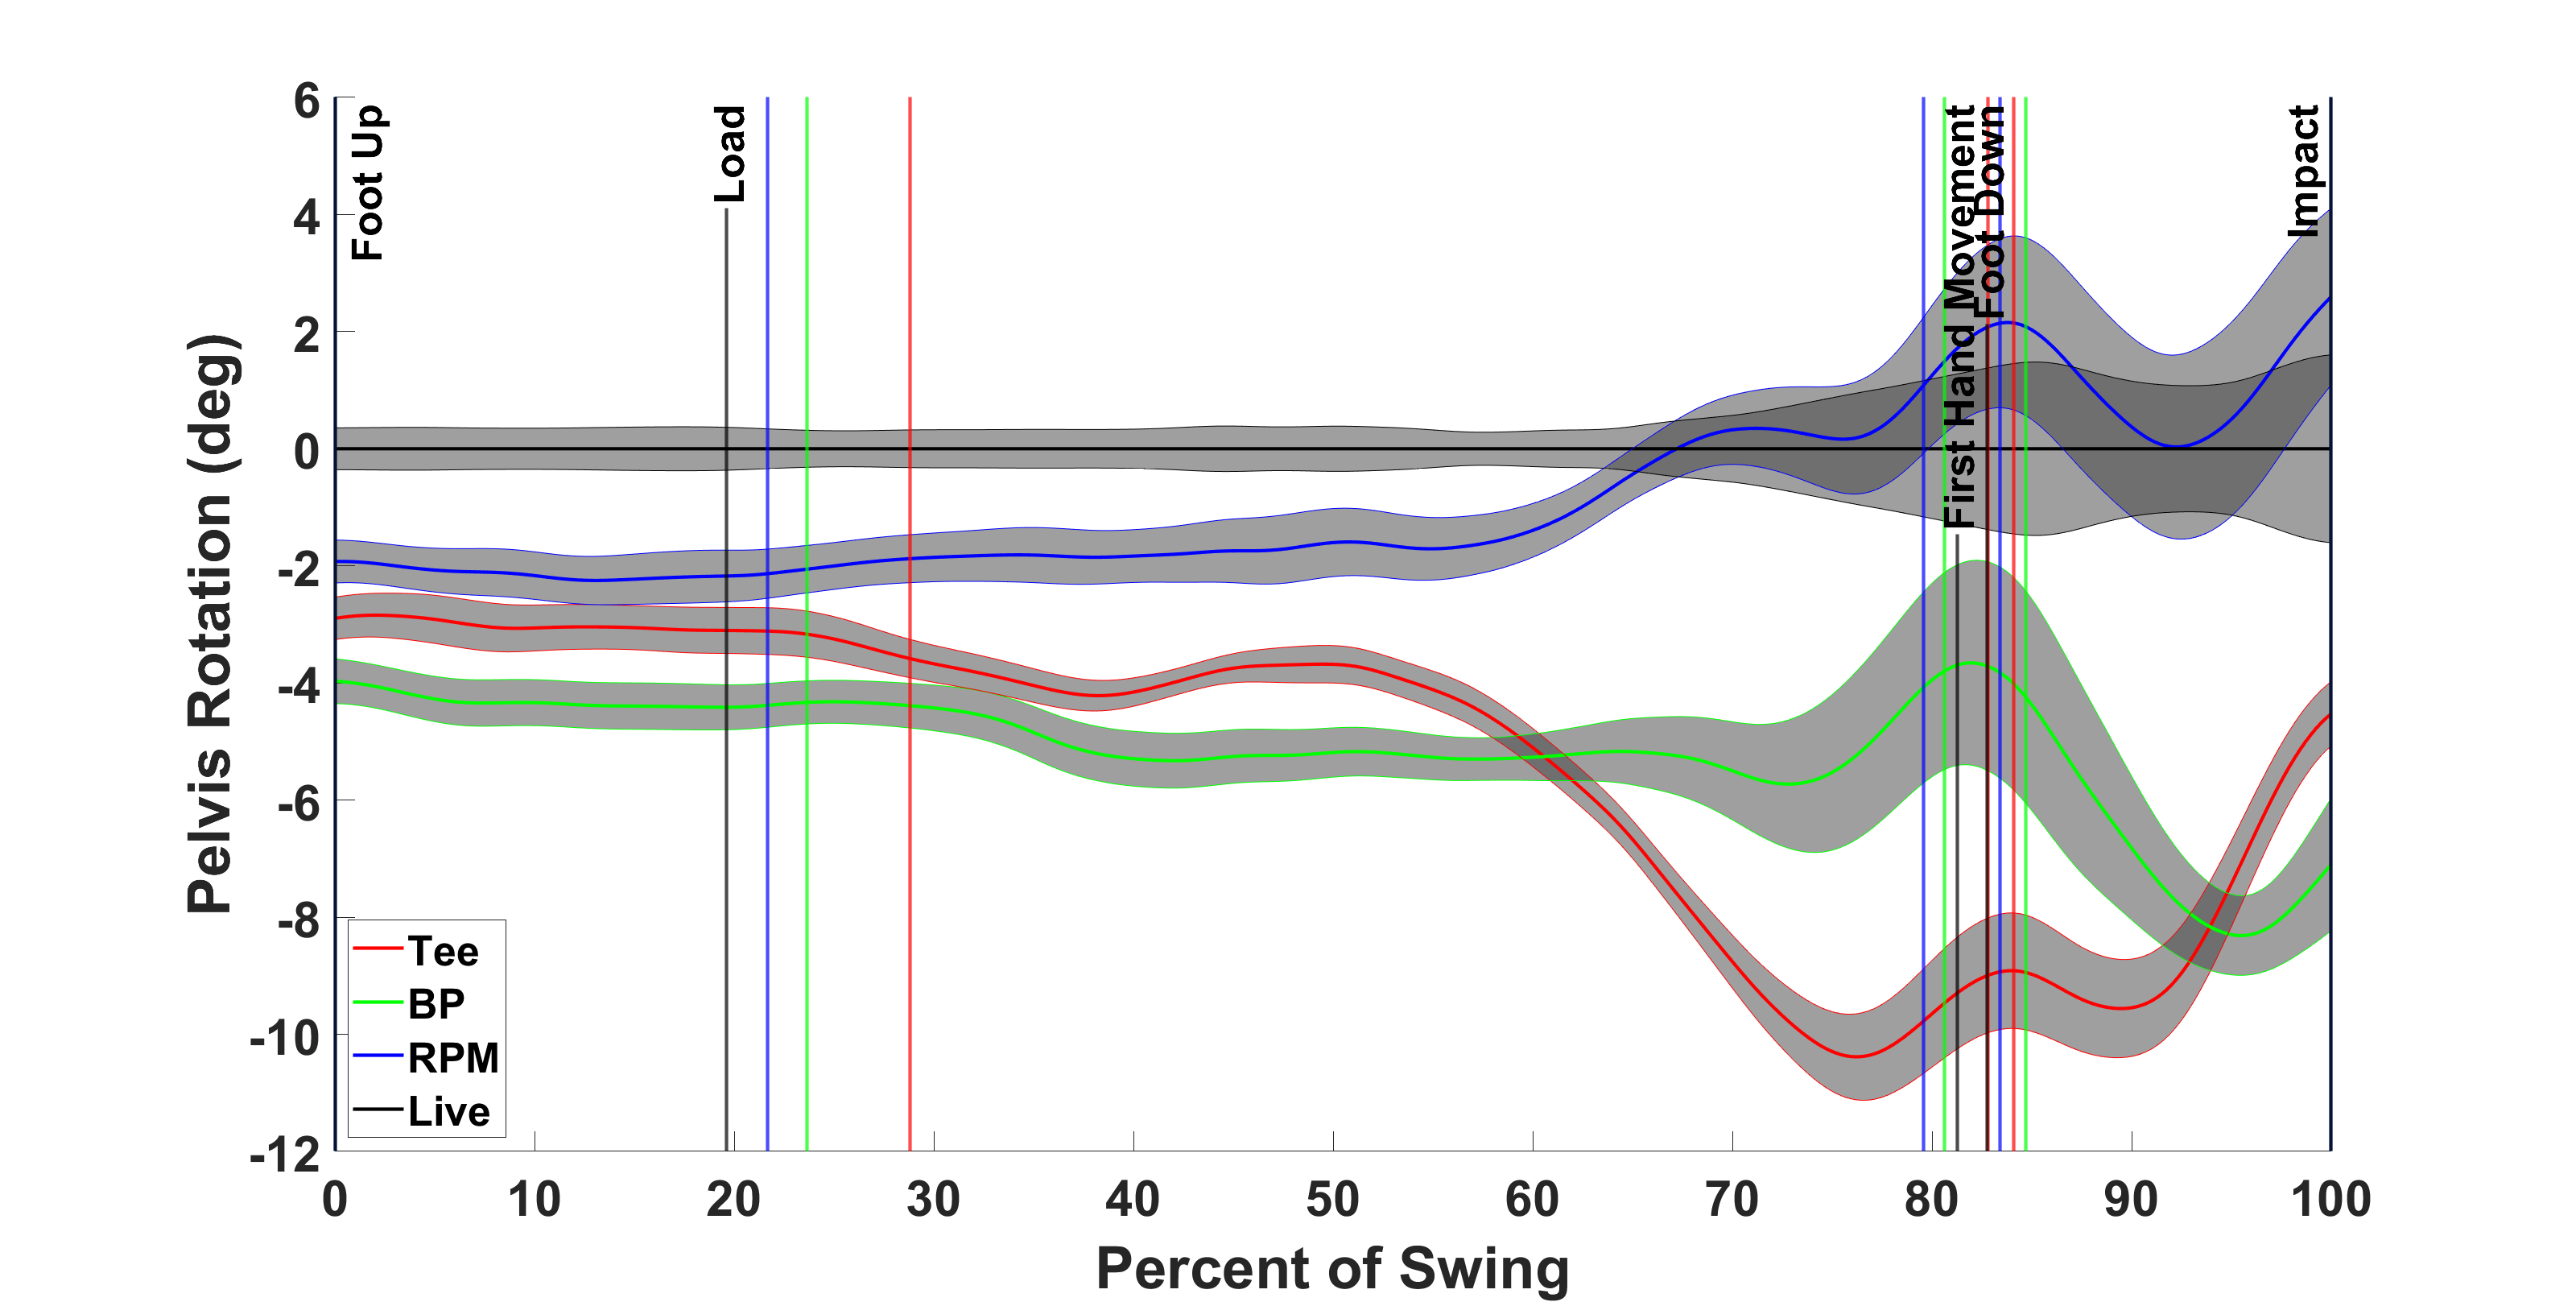 6
4
2
0
-2
-4
-6
-8
-10
-12
Pelvis Rotation (deg)
Foot Up
Load
First Hand Movement
Foot Down
Impact
Tee
BP
RPM
Live
0 10 20 30 40 50 60 70 80 90 100
Percent of Swing